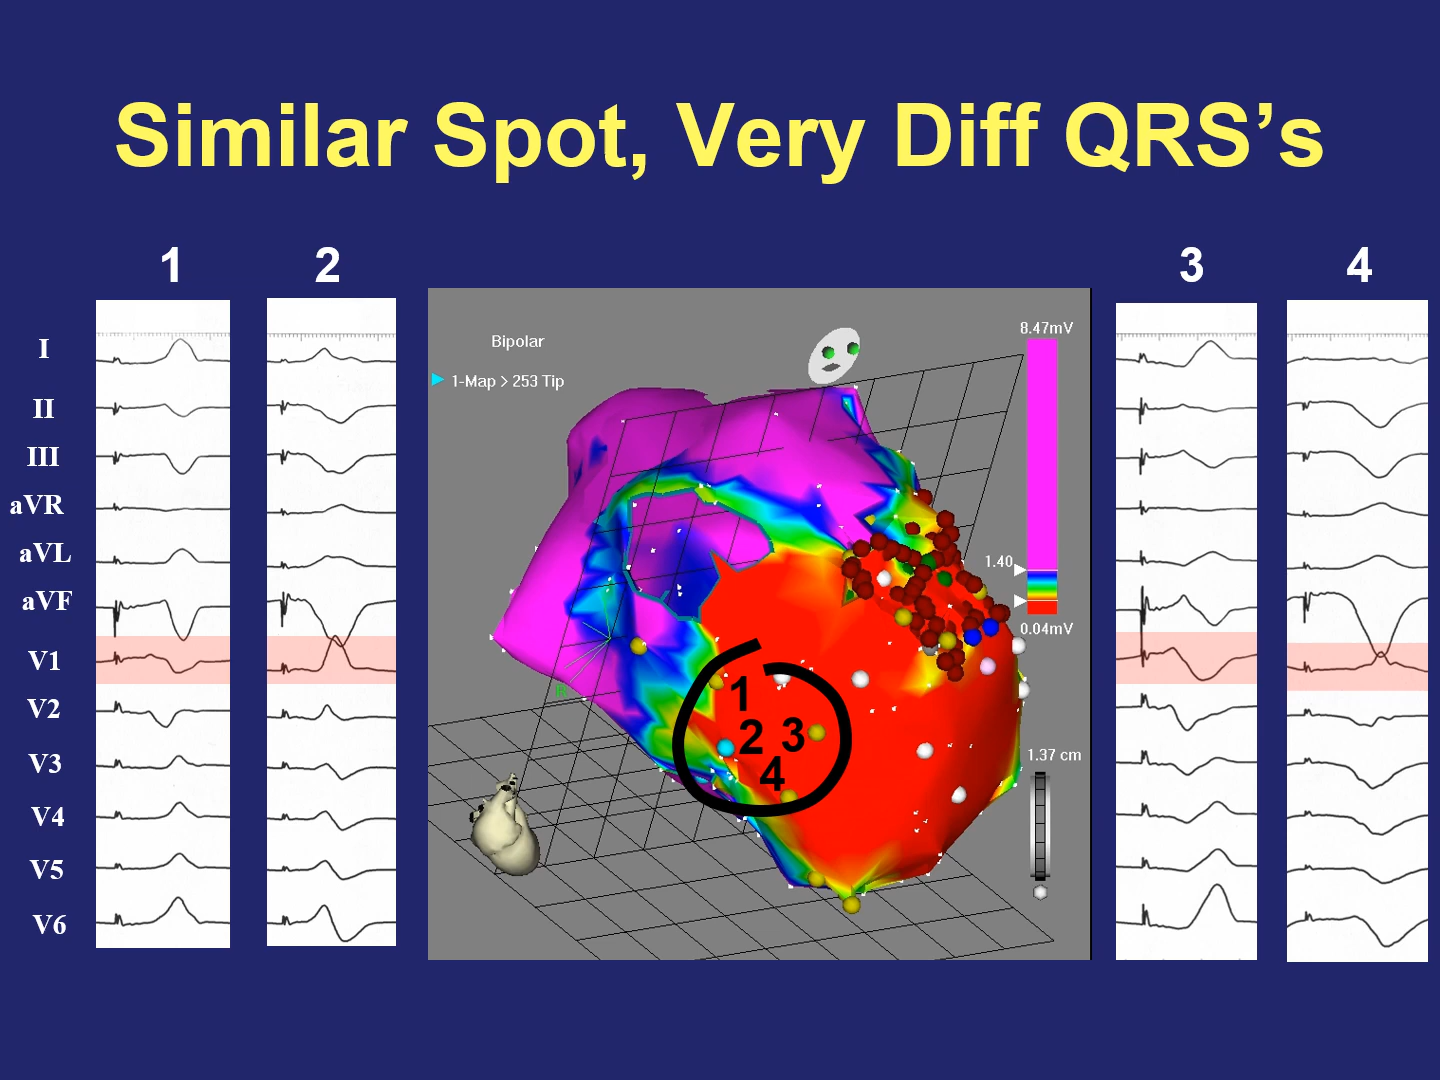 Similar Spot, Very Diff QRS’s
1
2
3
4
I
II
III
aVR
aVL
aVF
V1
V2
V3
V4
V5
V6
Bipolar
1-Map > 253 Tip
8.47mV
1.40
0.04mV
1.37 cm
1
2 3
4